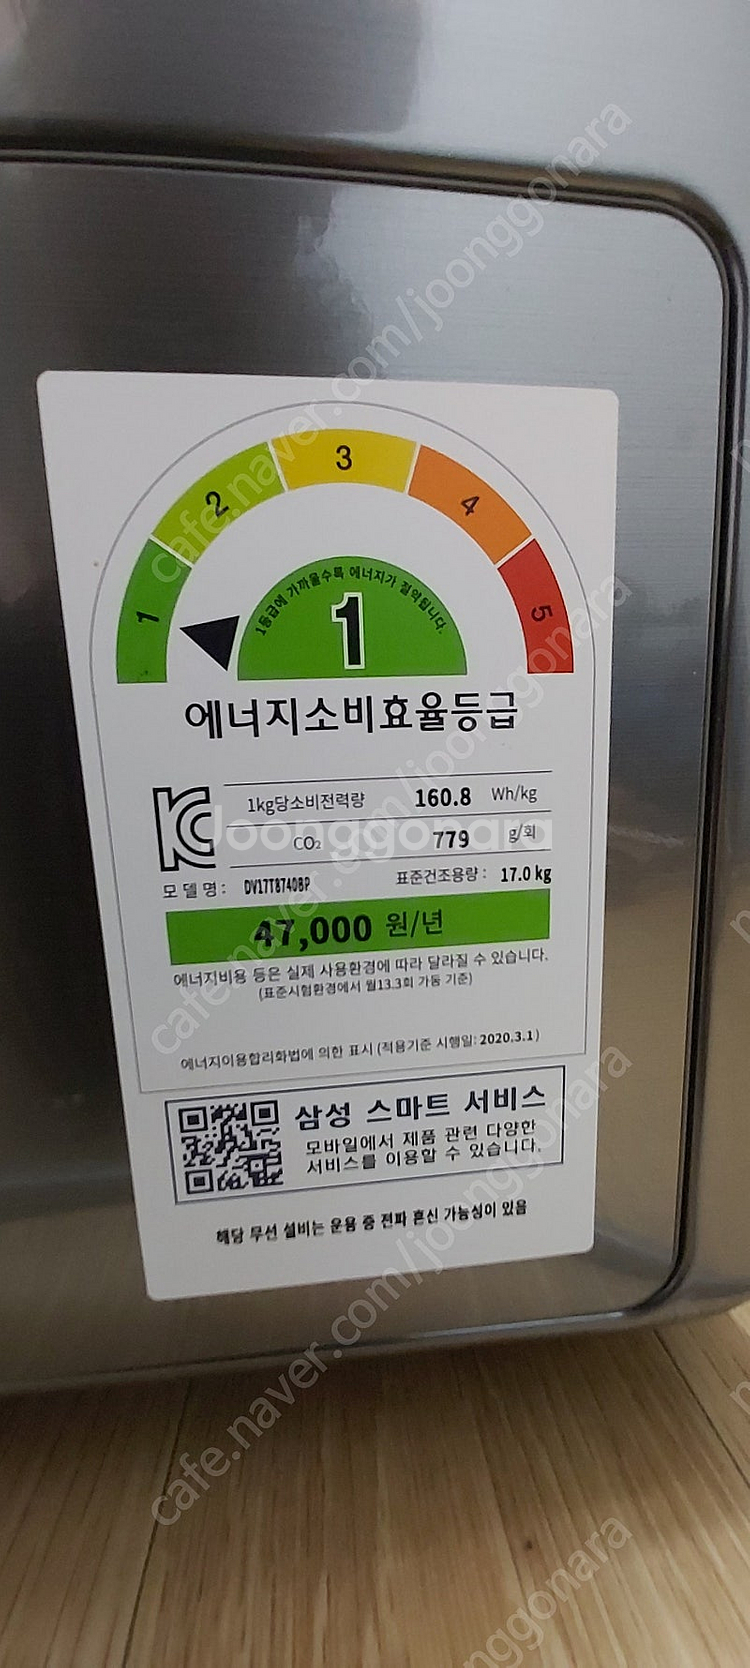 3
2
4
1
5
1등급에 가까울수록 에너지가 절약됩니다.
1
에너지소비효율등급
1kg당소비전력량 160.8 Wh/kg
CO₂ 779 g/회
모델명: DV17T8740BP 표준건조용량: 17.0 kg
47,000 원/년
에너지비용 등은 실제 사용환경에 따라 달라질 수 있습니다.
(표준시험환경에서 월13.3회 가동 기준)
에너지이용합리화법에 의한 표시 (적용기준 시행일: 2020.3.1)
삼성 스마트 서비스
모바일에서 제품 관련 다양한
서비스를 이용할 수 있습니다.
해당 무선 설비는 운용 중 전파 혼신 가능성이 있음
Joonggonara
cafe.naver.com/joonggonara
cafe.naver.com/joonggonara
cafe.naver.com/joonggonara